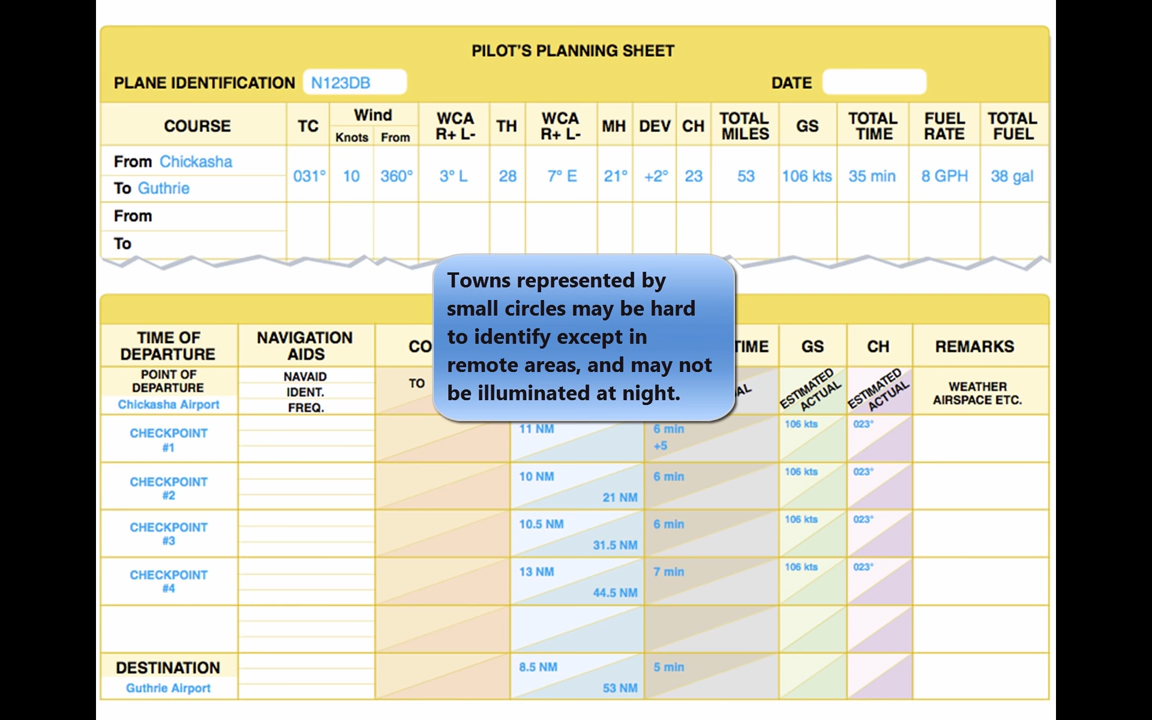 PILOT'S PLANNING SHEET
PLANE IDENTIFICATION N123DB DATE
COURSE TC Wind Knots From WCA R+ L- TH WCA R+ L- MH DEV CH TOTAL MILES GS TOTAL TIME FUEL RATE TOTAL FUEL
From Chickasha
To Guthrie
031° 10 360° 3° L 28 7° E 21° +2° 23 53 106 kts 35 min 8 GPH 38 gal
From
To
Towns represented by
small circles may be hard
to identify except in
remote areas, and may not
be illuminated at night.
TIME OF DEPARTURE NAVIGATION AIDS CO TIME GS CH REMARKS
POINT OF DEPARTURE
Chickasha Airport
NAVAID
IDENT.
FREQ.
TO
AL
ESTIMATED ACTUAL
ESTIMATED ACTUAL
WEATHER
AIRSPACE ETC.
CHECKPOINT #1 11 NM 6 min +5 106 kts 023°
CHECKPOINT #2 10 NM 21 NM 6 min 106 kts 023°
CHECKPOINT #3 10.5 NM 31.5 NM 6 min 106 kts 023°
CHECKPOINT #4 13 NM 44.5 NM 7 min 106 kts 023°
DESTINATION
Guthrie Airport
8.5 NM 53 NM 5 min